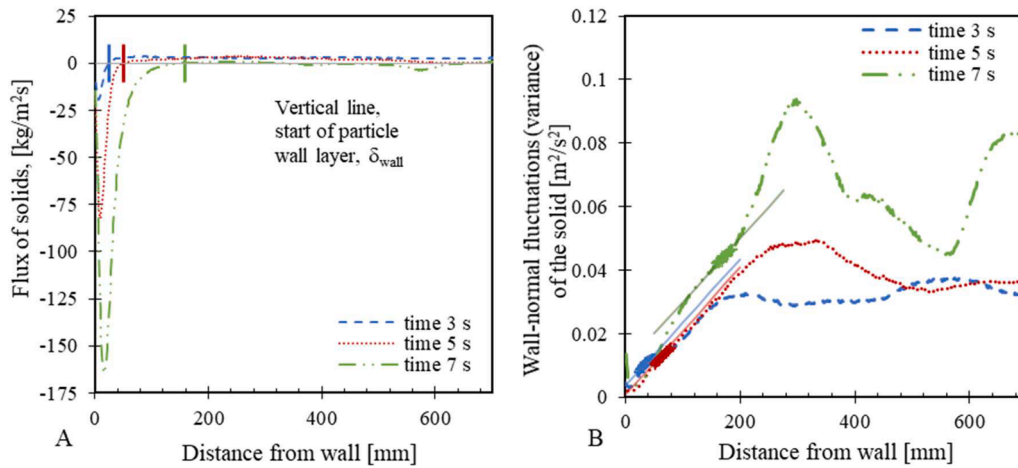 25
0
-25
-50
-75
-100
-125
-150
-175
Flux of solids, [kg/m²s]
Vertical line,
start of particle
wall layer, δwall
time 3 s
time 5 s
time 7 s
0
200
400
600
Distance from wall [mm]
A
0.12
0.1
0.08
0.06
0.04
0.02
0
Wall-normal fluctuations (variance)
of the solid [m²/s²]
time 3 s
time 5 s
time 7 s
0
200
400
600
Distance from wall [mm]
B